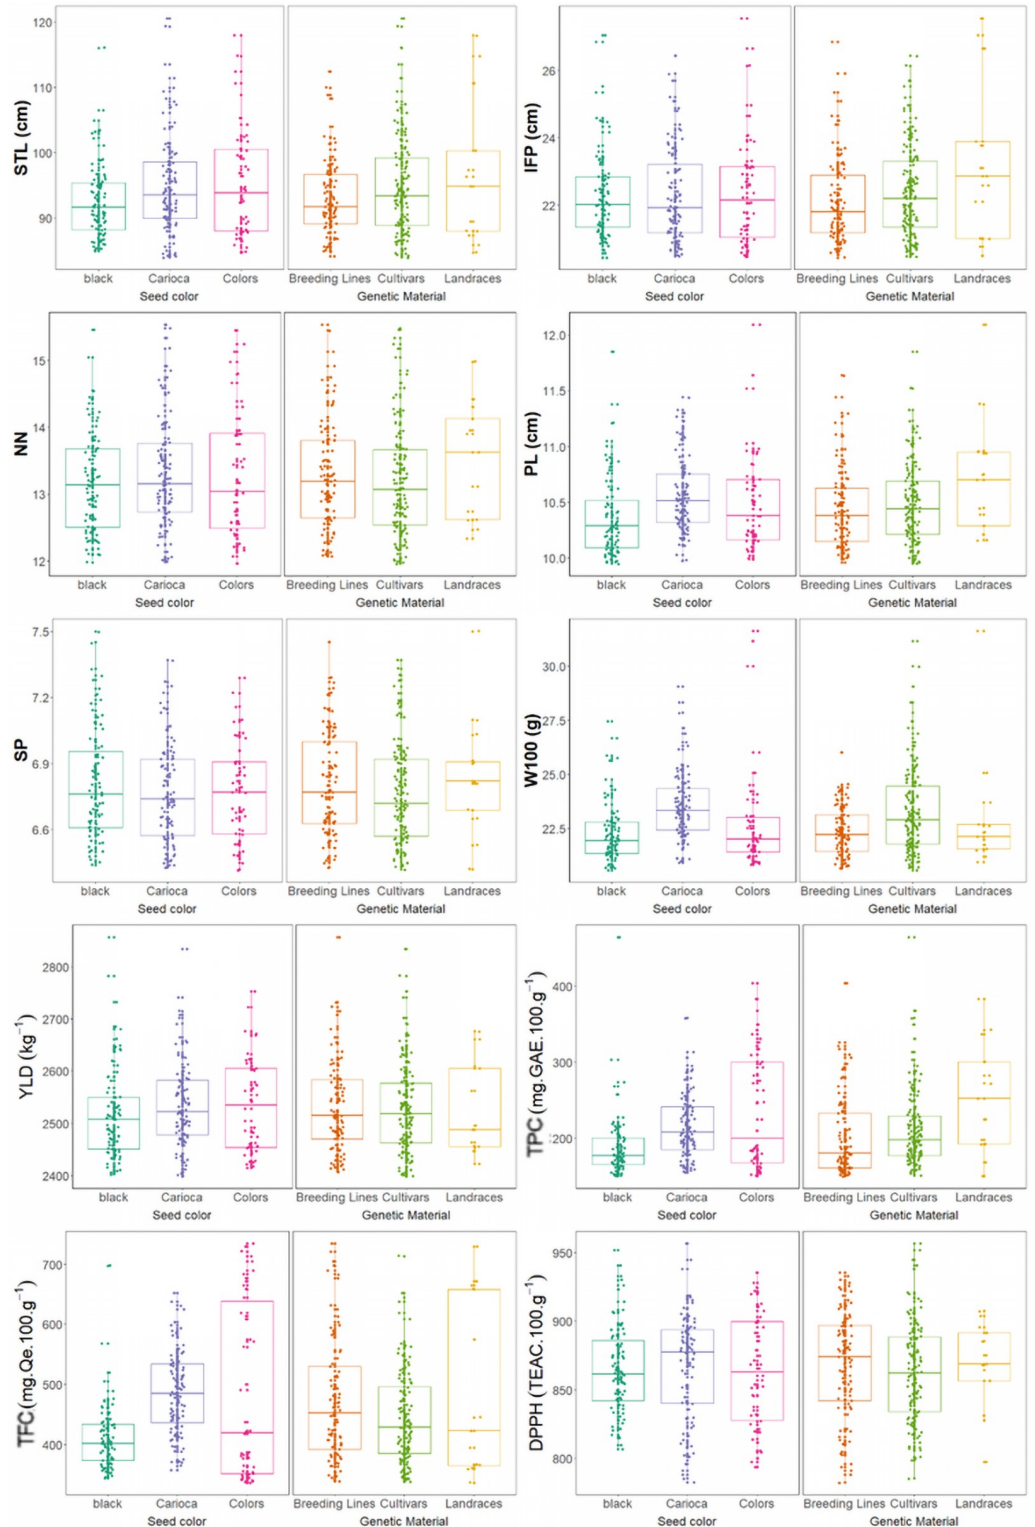 STL (cm)
120
110
100
90
black Carioca Colors
Seed color
Breeding Lines Cultivars Landraces
Genetic Material
IFP (cm)
26
24
22
black Carioca Colors
Seed color
Breeding Lines Cultivars Landraces
Genetic Material
NN
15
14
13
12
black Carioca Colors
Seed color
Breeding Lines Cultivars Landraces
Genetic Material
PL (cm)
12.0
11.5
11.0
10.5
10.0
black Carioca Colors
Seed color
Breeding Lines Cultivars Landraces
Genetic Material
SP
7.5
7.2
6.9
6.6
black Carioca Colors
Seed color
Breeding Lines Cultivars Landraces
Genetic Material
W100 (g)
30.0
27.5
25.0
22.5
black Carioca Colors
Seed color
Breeding Lines Cultivars Landraces
Genetic Material
YLD (kg⁻¹)
2800
2700
2600
2500
2400
black Carioca Colors
Seed color
Breeding Lines Cultivars Landraces
Genetic Material
TPC (mg.GAE.100.g⁻¹)
400
300
200
black Carioca Colors
Seed color
Breeding Lines Cultivars Landraces
Genetic Material
TFC (mg.Qe.100.g⁻¹)
700
600
500
400
black Carioca Colors
Seed color
Breeding Lines Cultivars Landraces
Genetic Material
DPPH (TEAC.100.g⁻¹)
950
900
850
800
black Carioca Colors
Seed color
Breeding Lines Cultivars Landraces
Genetic Material